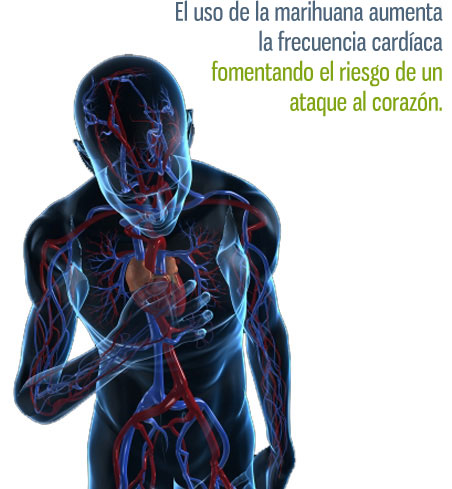 El uso de la marihuana aumenta
la frecuencia cardíaca
fomentando el riesgo de un
ataque al corazón.